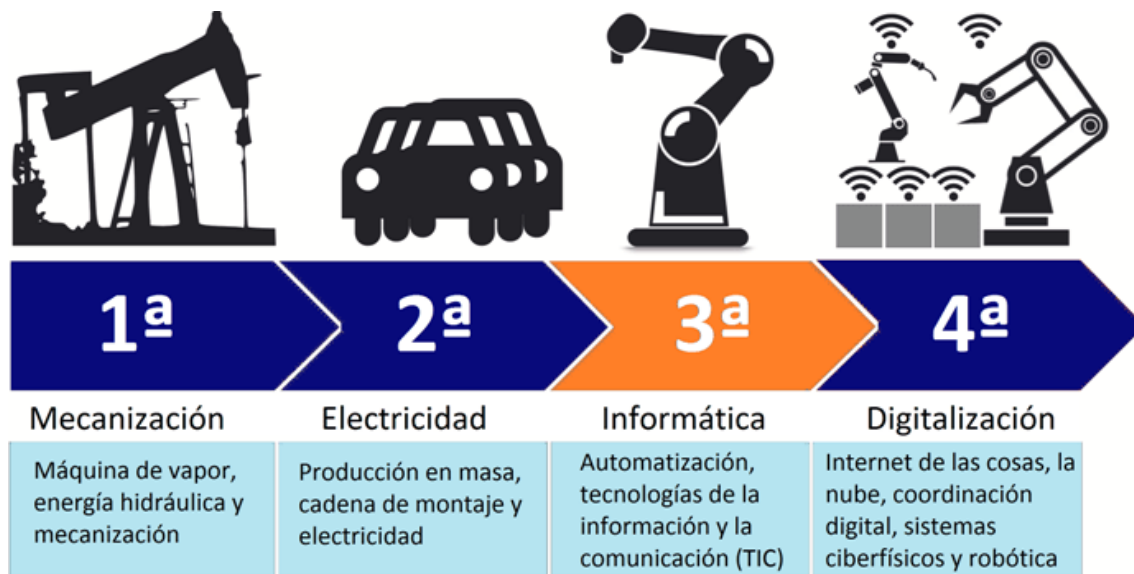 1ª
2ª
3ª
4ª
Mecanización
Electricidad
Informática
Digitalización
Máquina de vapor,
energía hidráulica y
mecanización
Producción en masa,
cadena de montaje y
electricidad
Automatización,
tecnologías de la
información y la
comunicación (TIC)
Internet de las cosas, la
nube, coordinación
digital, sistemas
ciberfísicos y robótica